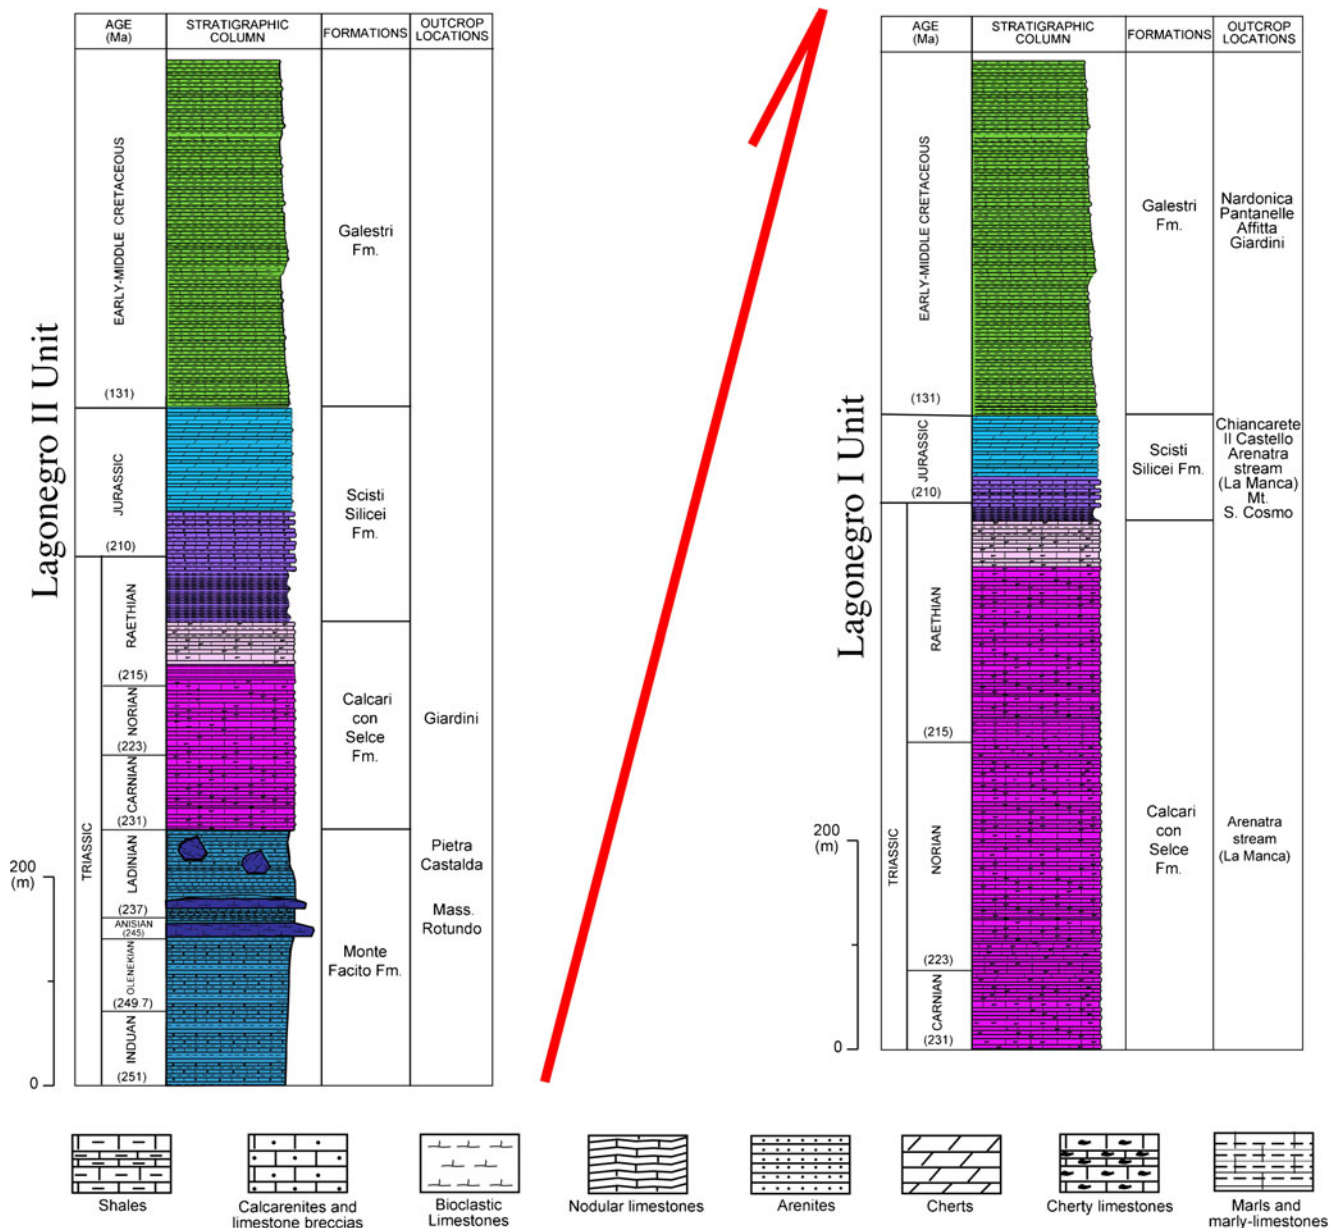 Lagonegro II Unit
AGE
(Ma)
STRATIGRAPHIC
COLUMN
FORMATIONS
OUTCROP
LOCATIONS
EARLY-MIDDLE CRETACEOUS
(131)
Galestri
Fm.
JURASSIC
(210)
Scisti
Silicei
Fm.
TRIASSIC
RAETHIAN
(215)
NORIAN
(223)
CARNIAN
(231)
Calcari
con
Selce
Fm.
Giardini
LADINIAN
(237)
ANISIAN
(245)
OLENEKIAN
(249.7)
INDUAN
(251)
Monte
Facito Fm.
Pietra
Castalda
Mass.
Rotundo
200
(m)
0
Lagonegro I Unit
AGE
(Ma)
STRATIGRAPHIC
COLUMN
FORMATIONS
OUTCROP
LOCATIONS
EARLY-MIDDLE CRETACEOUS
(131)
Galestri
Fm.
Nardonica
Pantanelle
Affitta
Giardini
JURASSIC
(210)
Scisti
Silicei Fm.
Chiancarete
Il Castello
Arenatra
stream
(La Manca)
Mt.
S. Cosmo
TRIASSIC
RAETHIAN
(215)
NORIAN
(223)
CARNIAN
(231)
Calcari
con
Selce
Fm.
Arenatra
stream
(La Manca)
200
(m)
0
Shales
Calcarenites and
limestone breccias
Bioclastic
Limestones
Nodular limestones
Arenites
Cherts
Cherty limestones
Marls and
marly-limestones